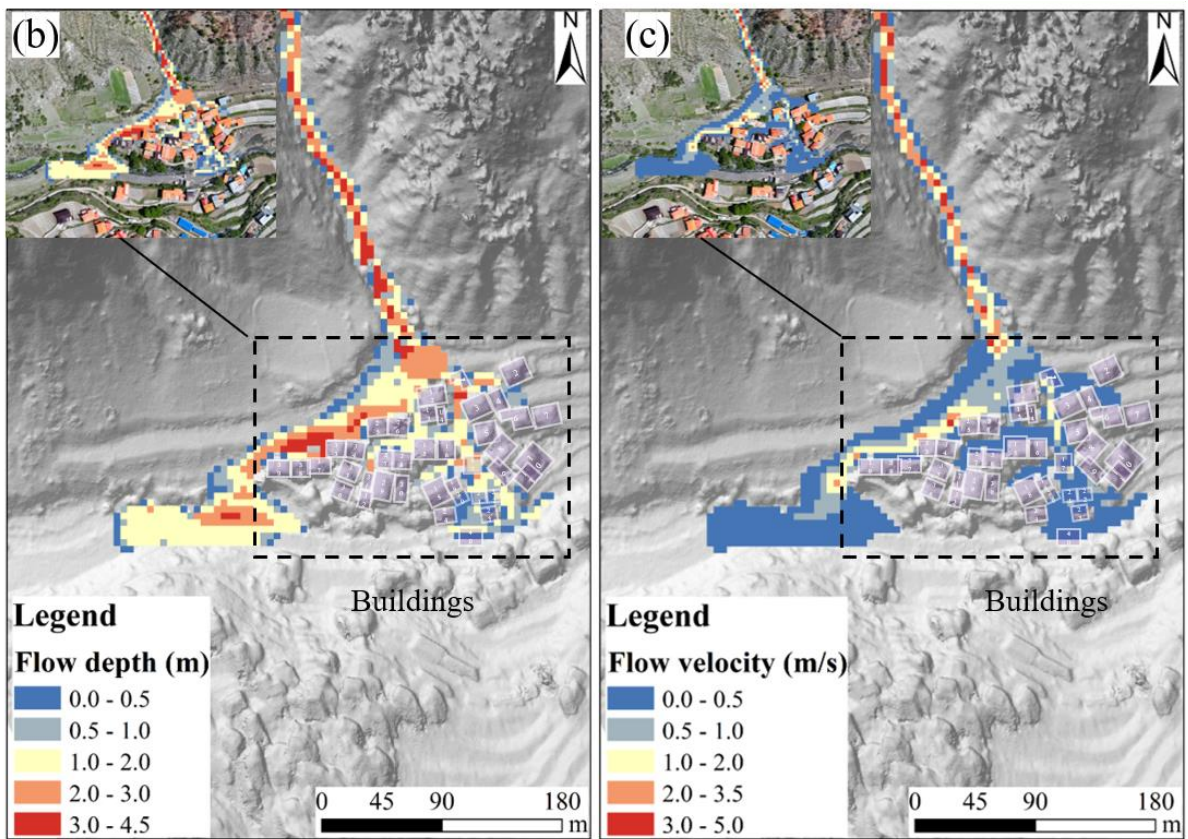 (b)
N
Buildings
Legend
Flow depth (m)
0.0 - 0.5
0.5 - 1.0
1.0 - 2.0
2.0 - 3.0
3.0 - 4.5
0 45 90 180
m
(c)
N
Buildings
Legend
Flow velocity (m/s)
0.0 - 0.5
0.5 - 1.0
1.0 - 2.0
2.0 - 3.5
3.0 - 5.0
0 45 90 180
m